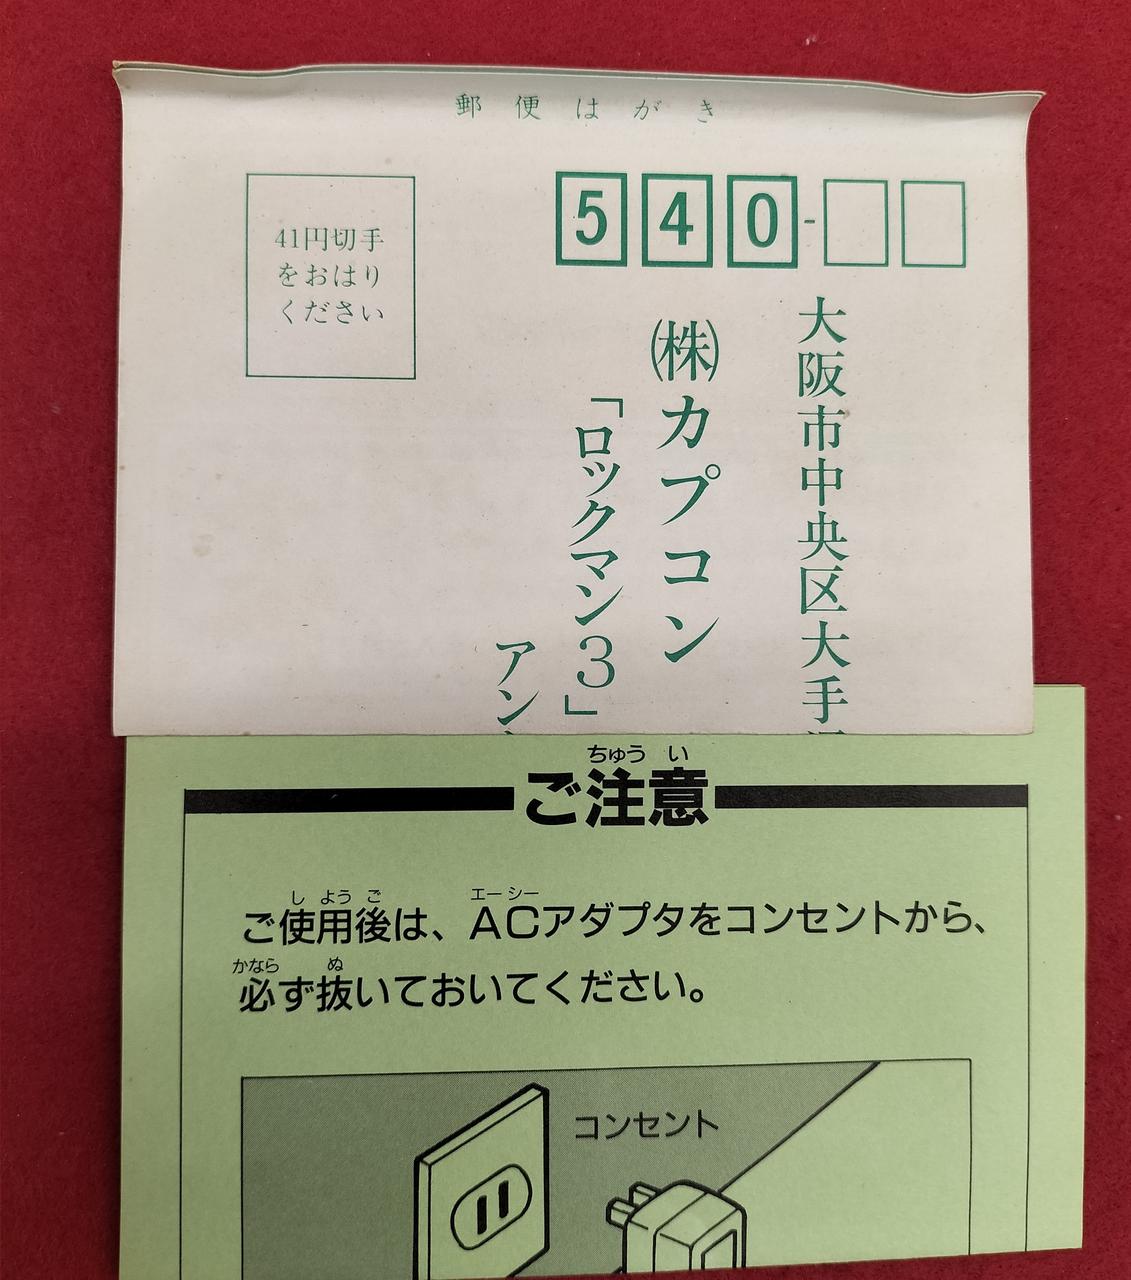 郵便はがき
41円切手
をおはり
ください
540-
大阪市中央区大手
㈱カプコン
「ロックマン3」
アン
ちゅうい
ご注意
しようご エーシー
ご使用後は、ACアダプタをコンセントから、
かなら ぬ
必ず抜いておいてください。
コンセント